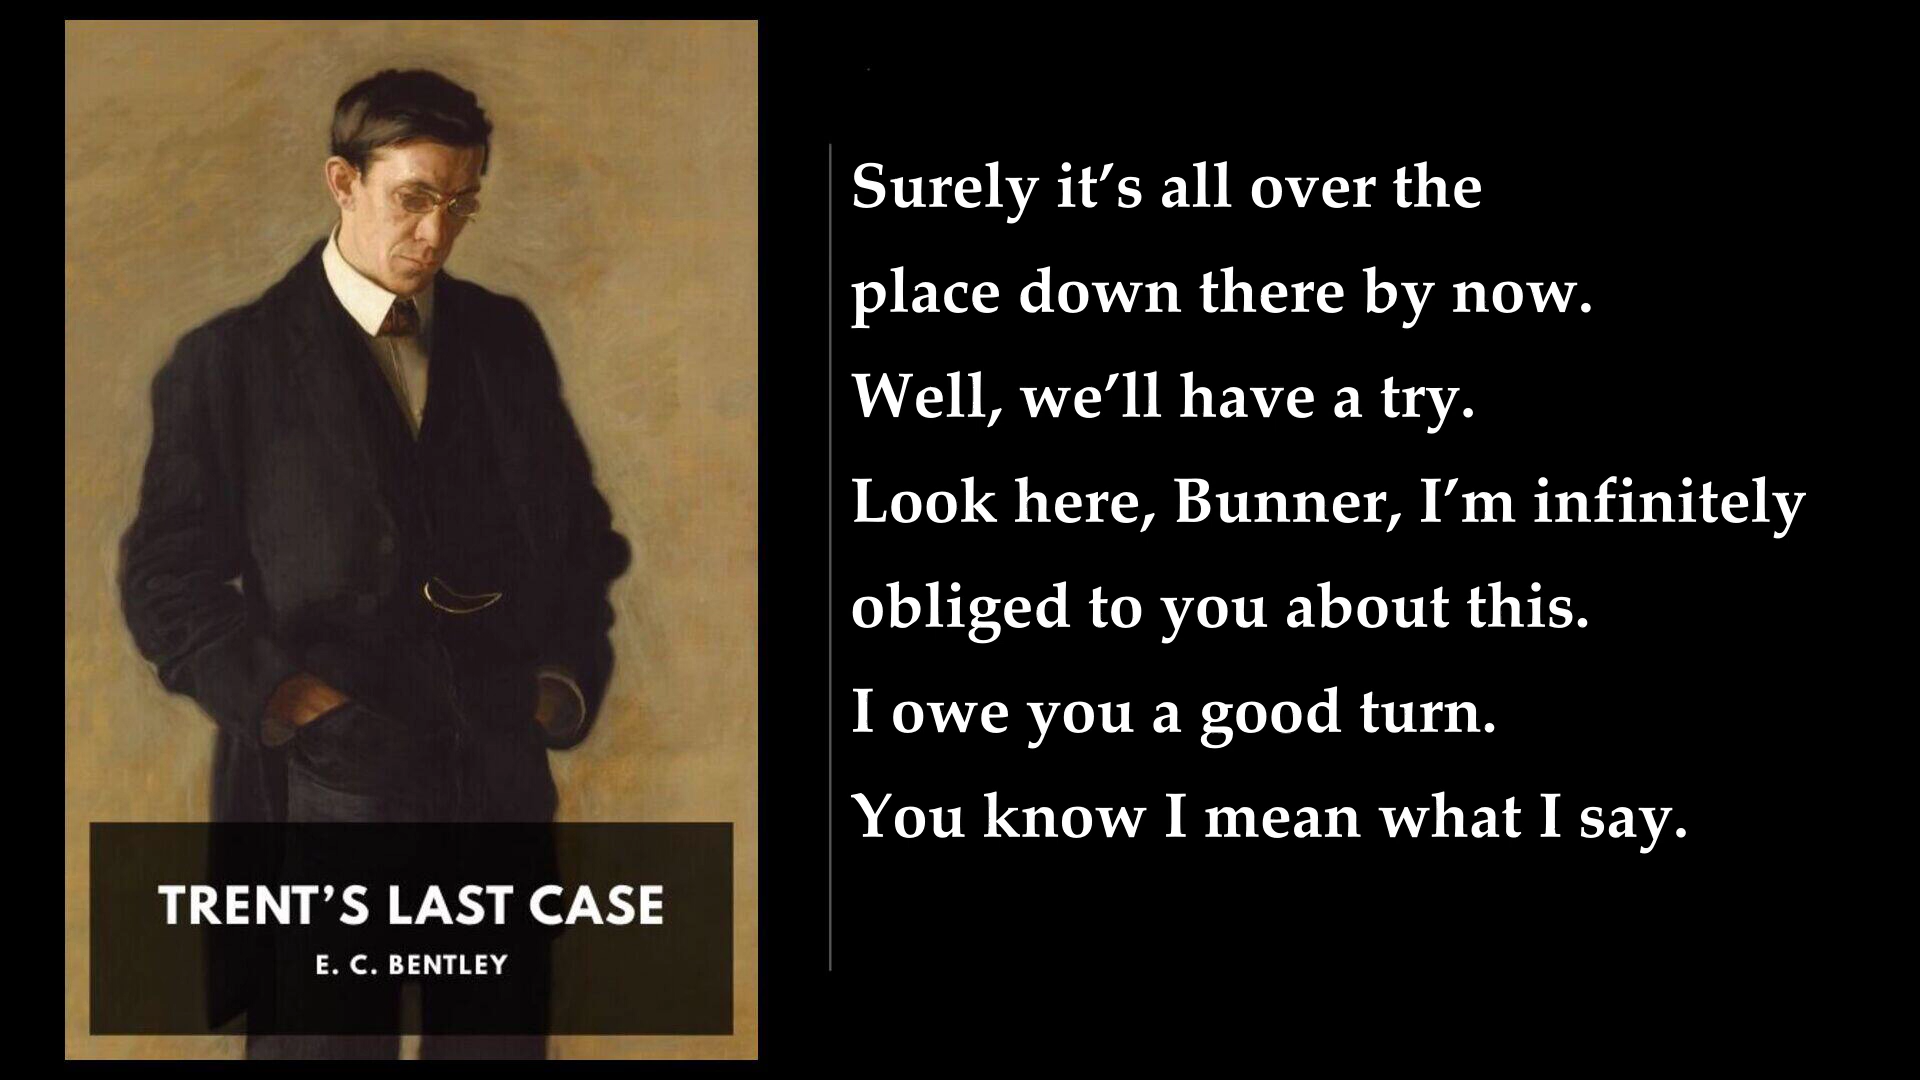 Surely it’s all over the
place down there by now.
Well, we’ll have a try.
Look here, Bunner, I’m infinitely
obliged to you about this.
I owe you a good turn.
You know I mean what I say.
TRENT’S LAST CASE
E. C. BENTLEY